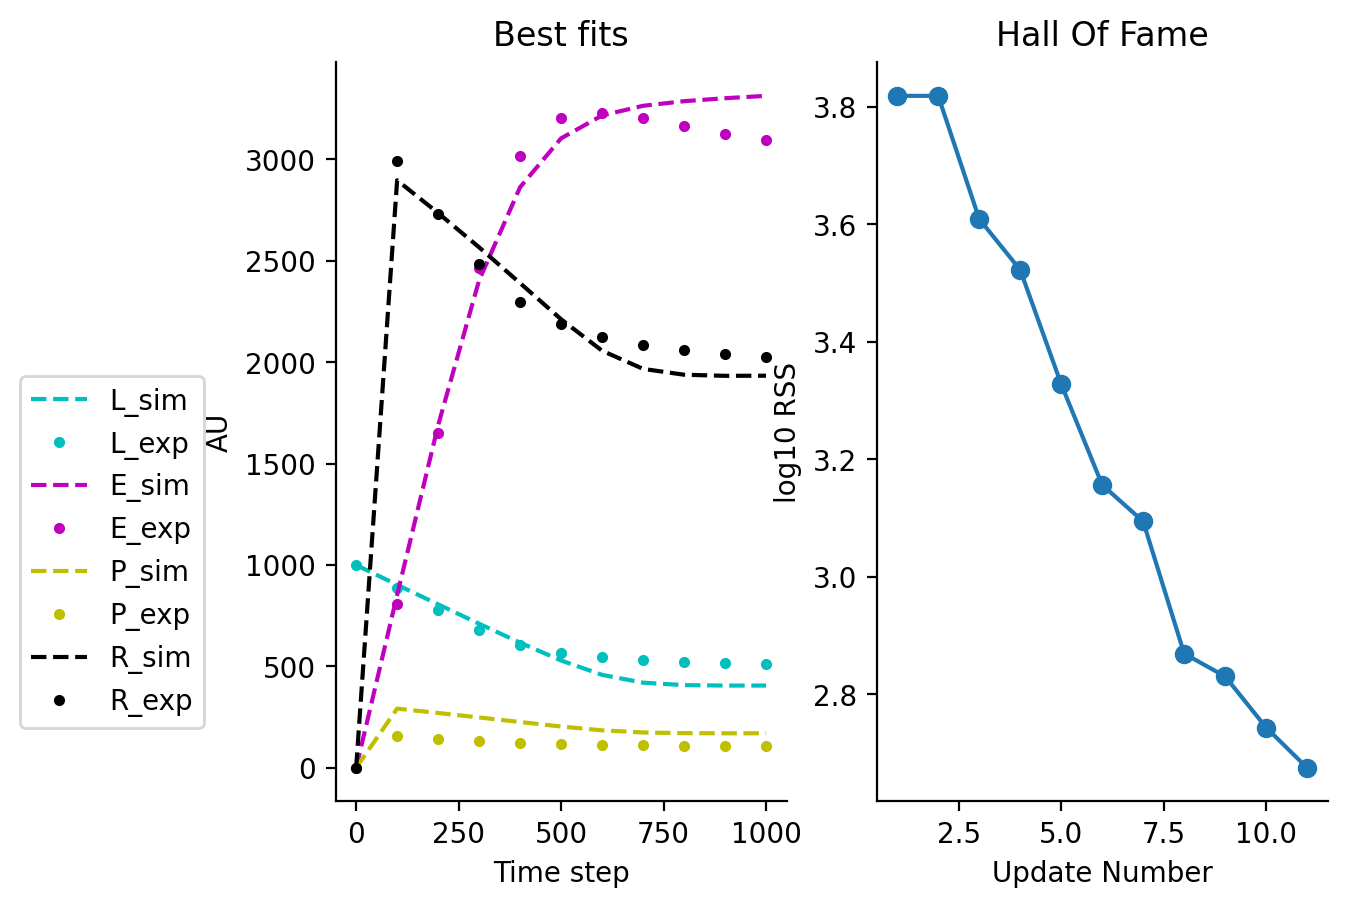 Best fits
3000
2500
2000
1500
1000
500
0
AU
0 250 500 750 1000
Time step
L_sim
L_exp
E_sim
E_exp
P_sim
P_exp
R_sim
R_exp
Hall Of Fame
3.8
3.6
3.4
3.2
3.0
2.8
log10 RSS
2.5 5.0 7.5 10.0
Update Number